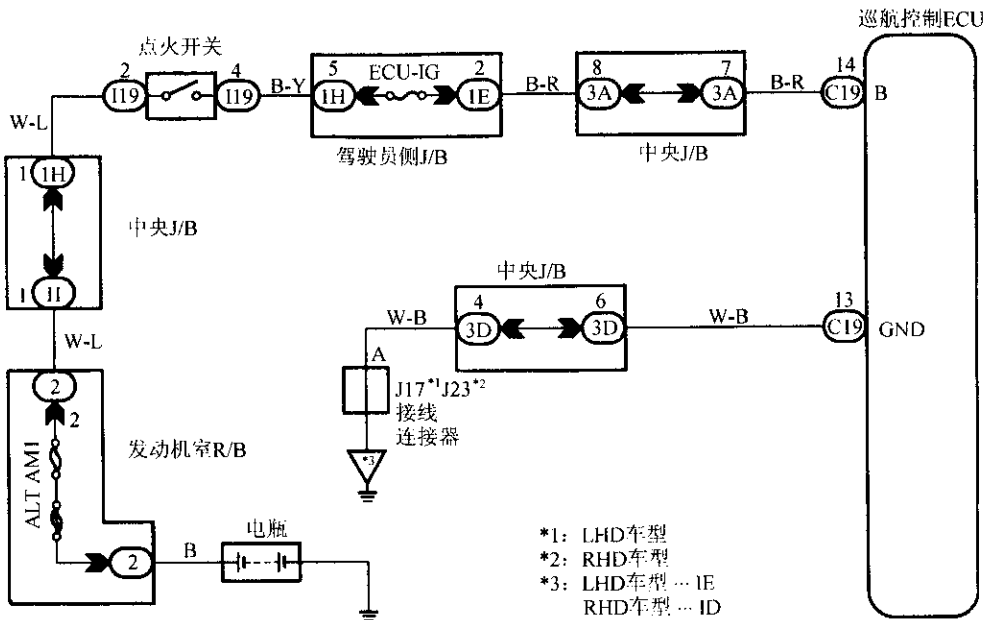 巡航控制ECU
点火开关
2
I19
4
I19
B-Y
5
1H
ECU-IG
2
1E
B-R
8
3A
7
3A
B-R
14
C19
B
驾驶员侧J/B
中央J/B
W-L
1
1H
中央J/B
1
1I
W-L
中央J/B
4
3D
6
3D
W-B
W-B
13
C19
GND
A
J17*1J23*2
接线
连接器
*3
2
2
ALT AM1
发动机室R/B
2
B
电瓶
*1: LHD车型
*2: RHD车型
*3: LHD车型 ··· IE
RHD车型 ··· ID